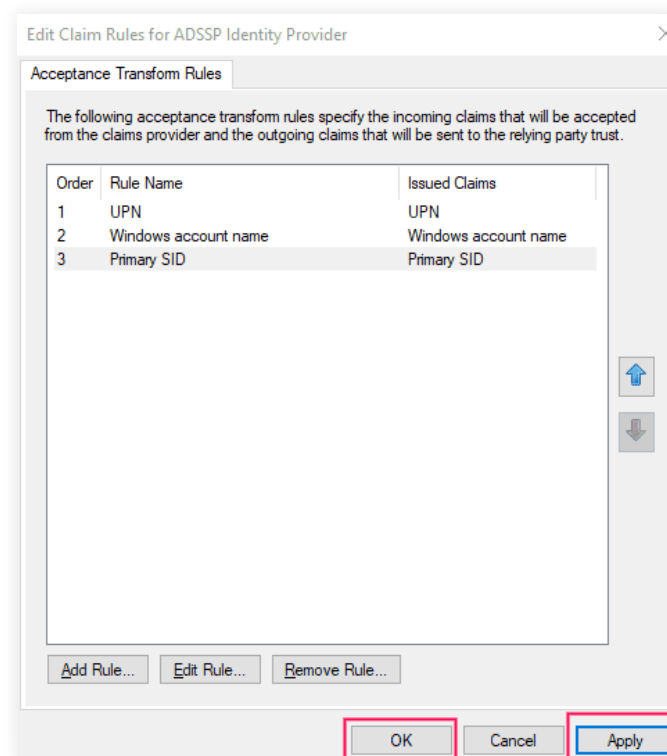 Edit Claim Rules for ADSSP Identity Provider
Acceptance Transform Rules
The following acceptance transform rules specify the incoming claims that will be accepted
from the claims provider and the outgoing claims that will be sent to the relying party trust.
Order Rule Name Issued Claims
1 UPN UPN
2 Windows account name Windows account name
3 Primary SID Primary SID
Add Rule... Edit Rule... Remove Rule...
OK Cancel Apply